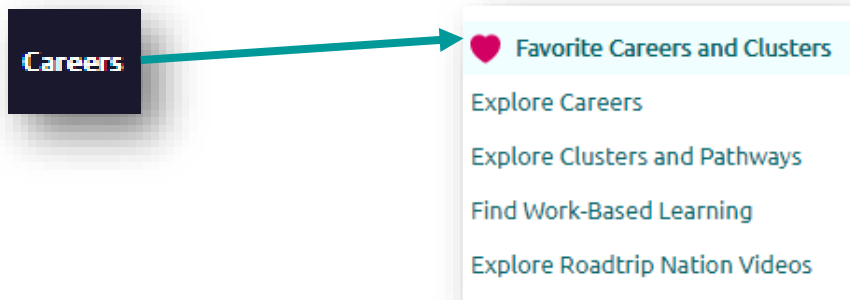 Careers
Favorite Careers and Clusters
Explore Careers
Explore Clusters and Pathways
Find Work-Based Learning
Explore Roadtrip Nation Videos